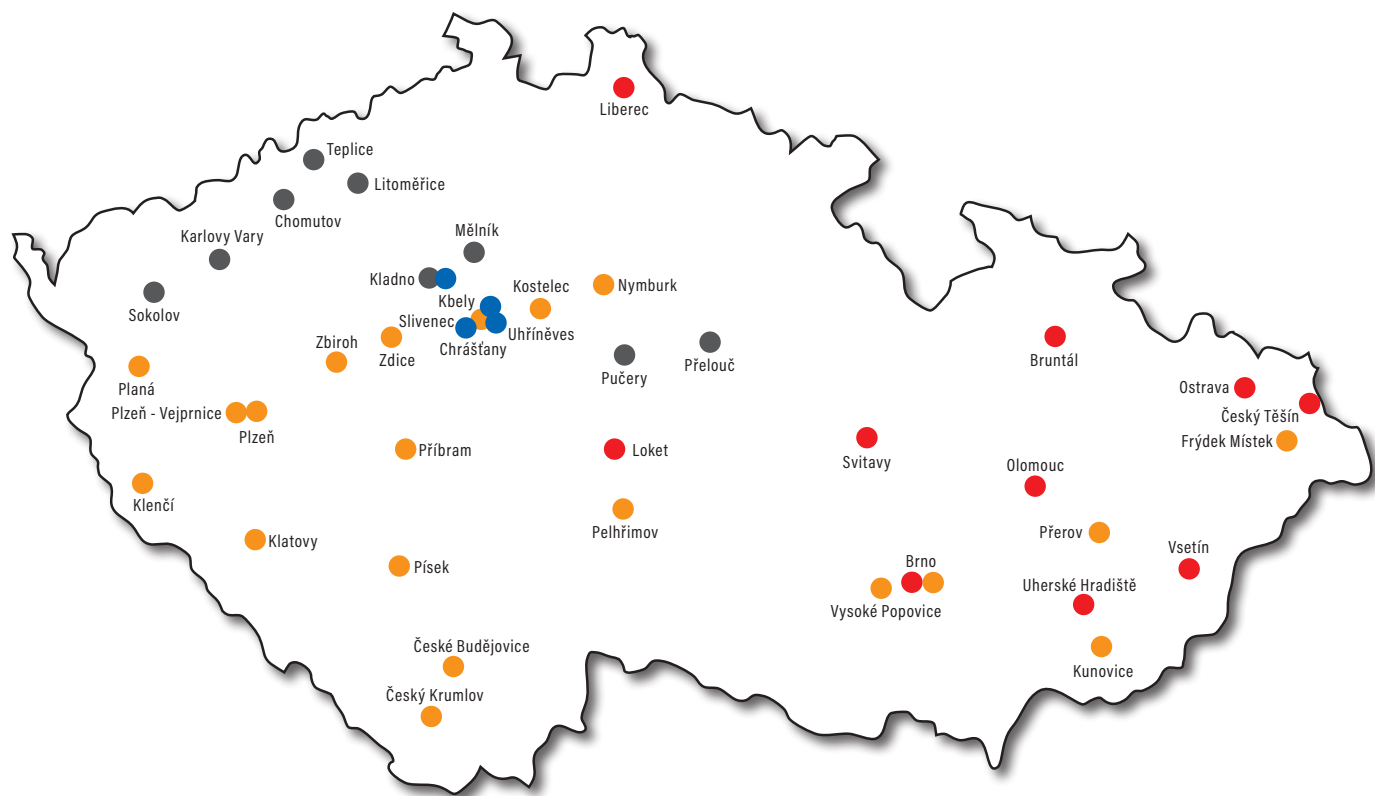 Liberec
Teplice
Litoměřice
Chomutov
Karlovy Vary
Mělník
Kladno
Sokolov
Kbely
Kostelec
Nymburk
Slivenec
Uhříněves
Chrášťany
Zbiroh
Zdice
Pučery
Přelouč
Bruntál
Planá
Ostrava
Český Těšín
Plzeň - Vejprnice
Plzeň
Frýdek Místek
Příbram
Loket
Svitavy
Olomouc
Klenčí
Pelhřimov
Přerov
Klatovy
Vsetín
Písek
Brno
Uherské Hradiště
Vysoké Popovice
České Budějovice
Kunovice
Český Krumlov